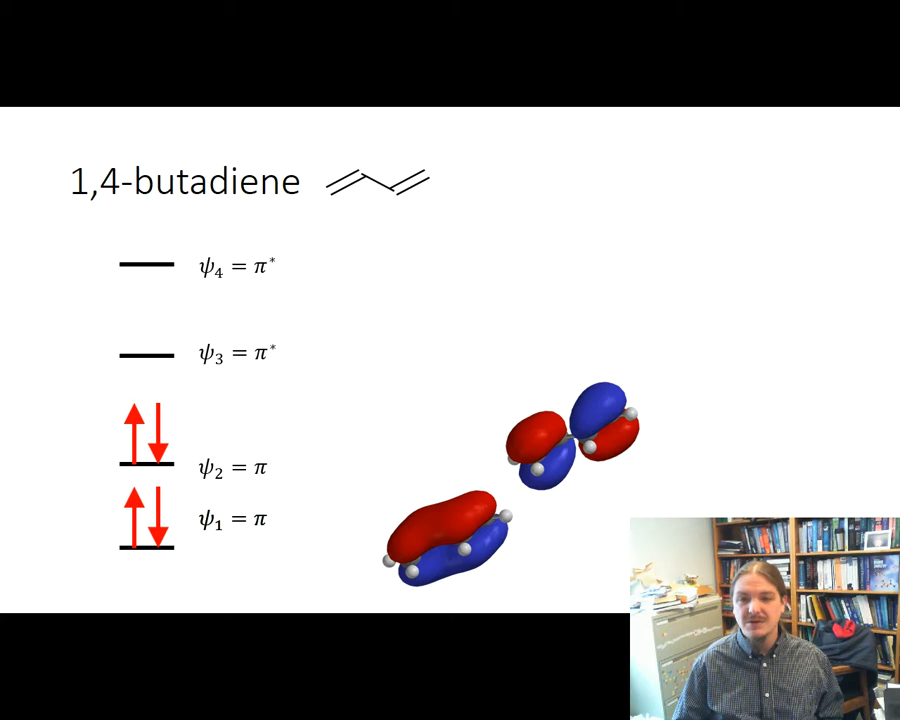 1,4-butadiene
ψ₄ = π*
ψ₃ = π*
ψ₂ = π
ψ₁ = π